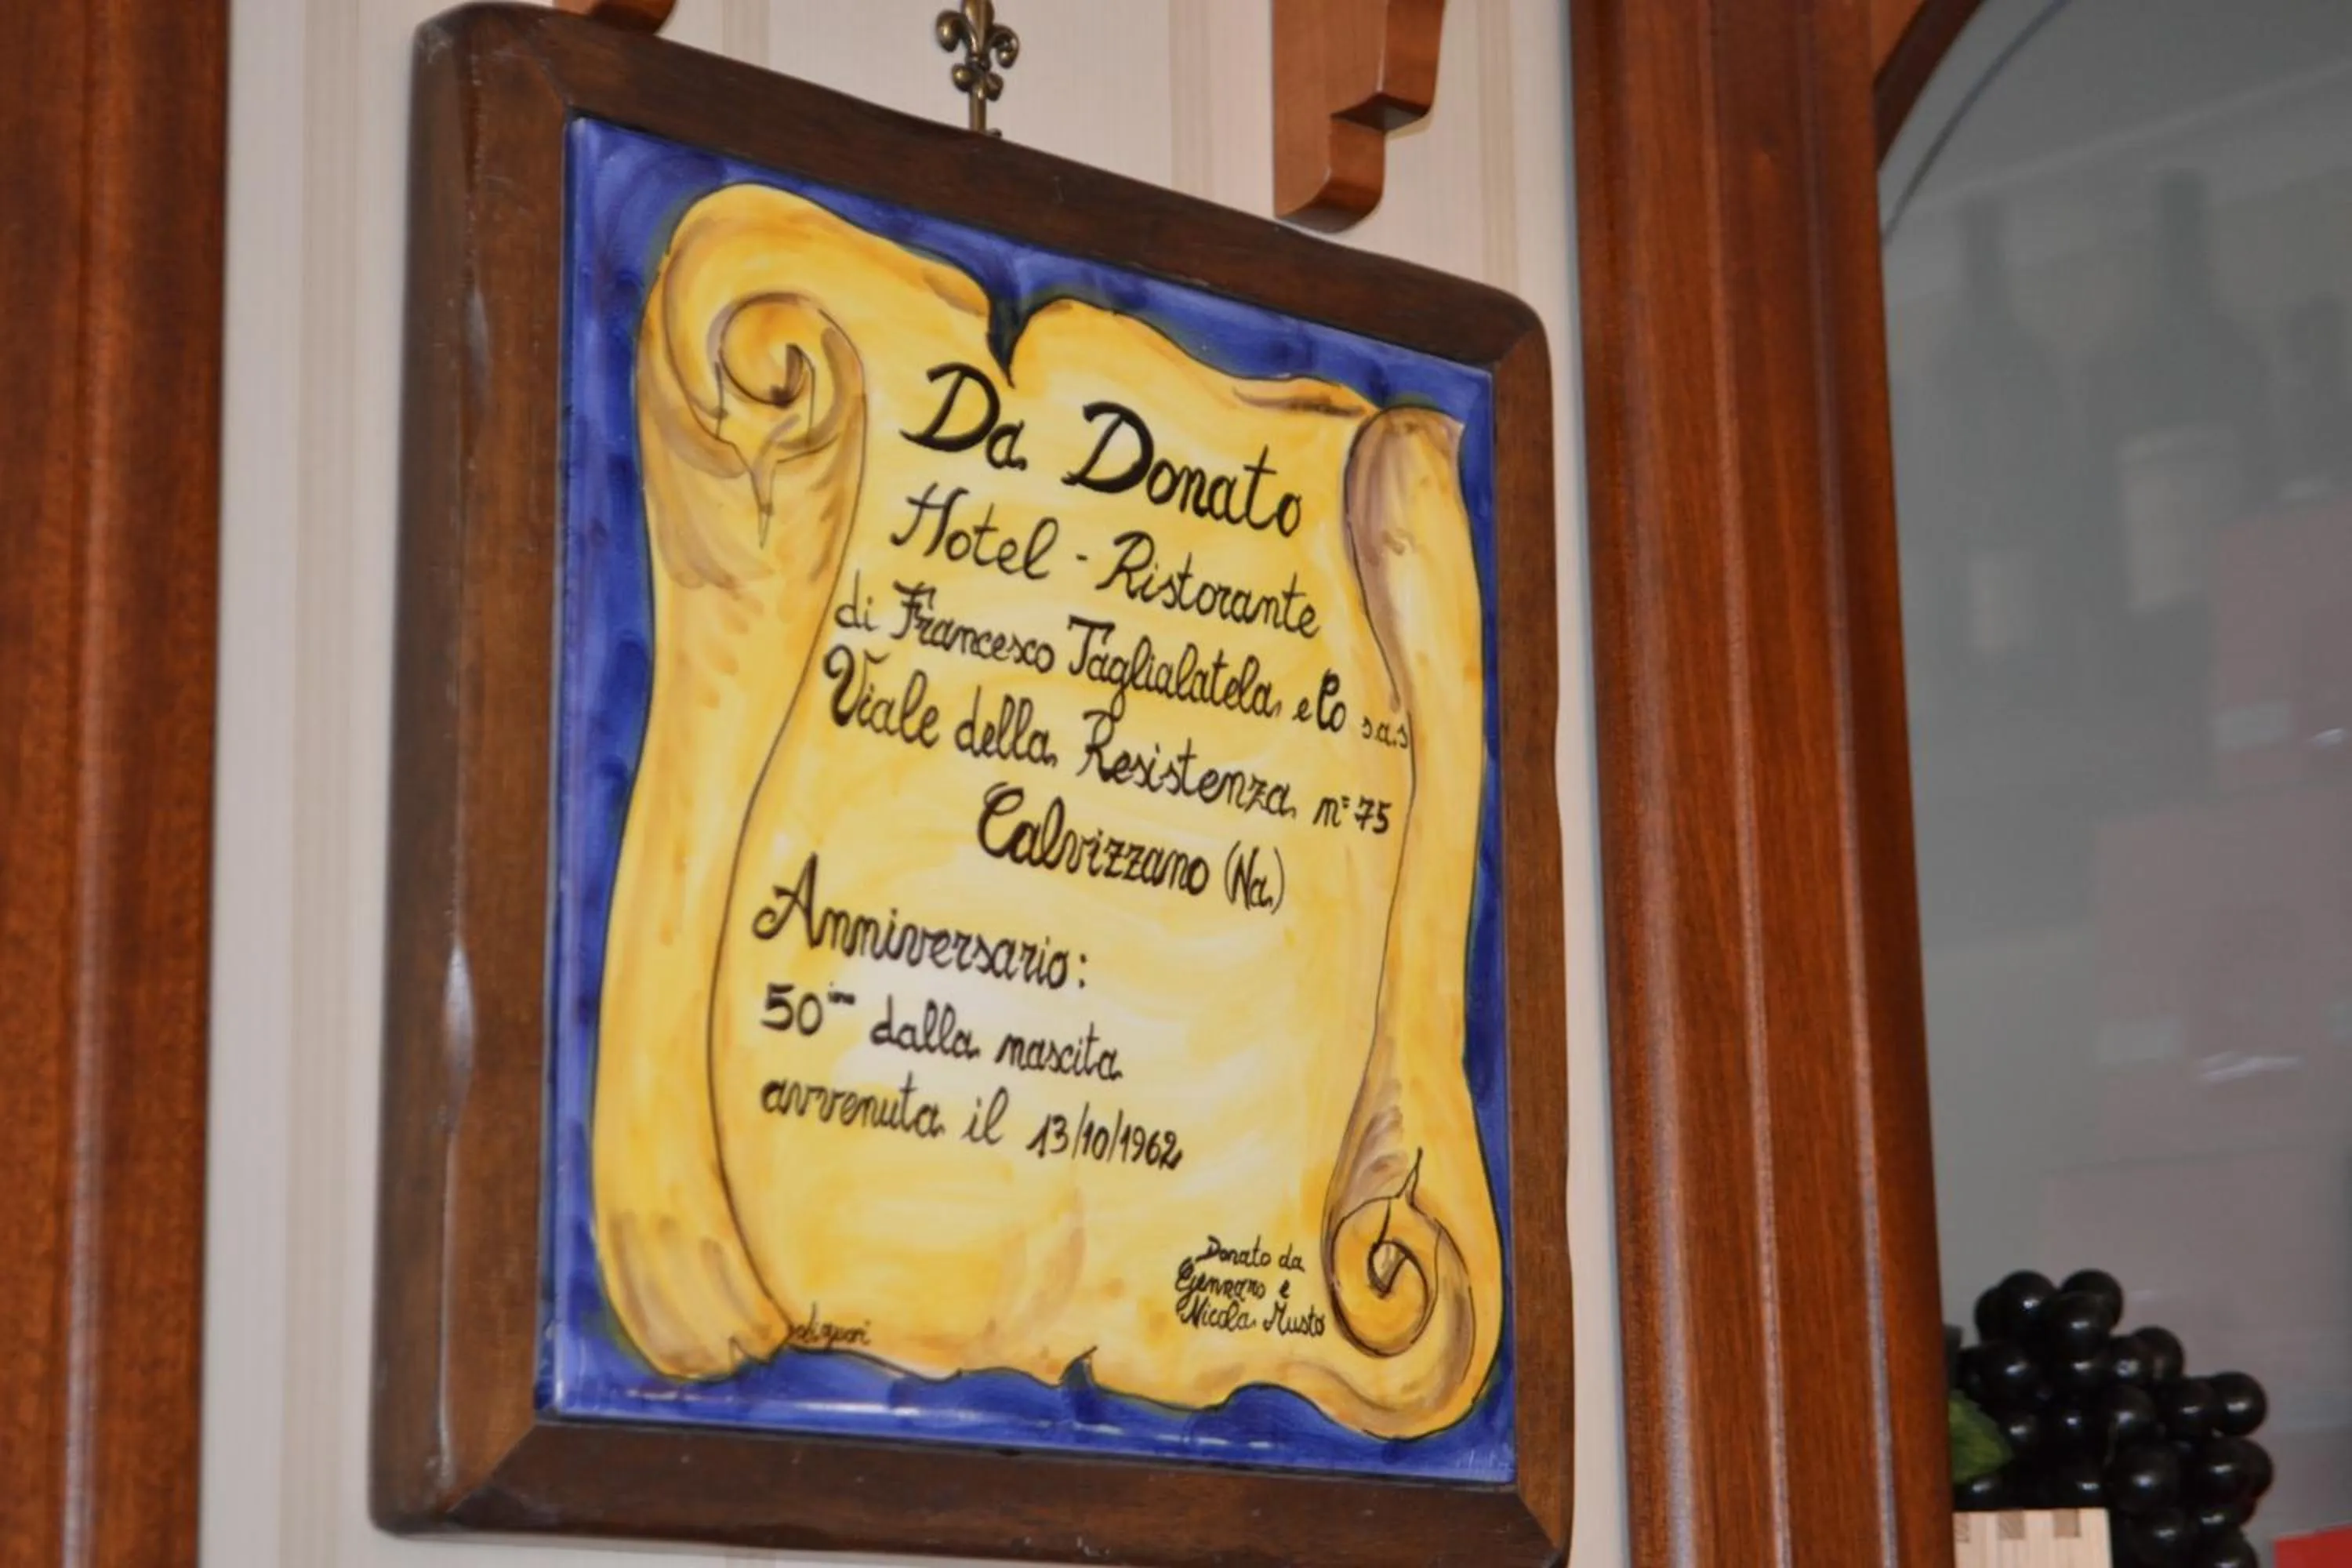 Da Donato
Hotel - Ristorante
di Francesco Taglialatela e Co s.a.s
Viale della Resistenza n° 75
Calvizzano (Na)
Anniversario:
50imo dalla nascita
avvenuta il 13/10/1962
Donato da
Gennaro e
Nicola Musto